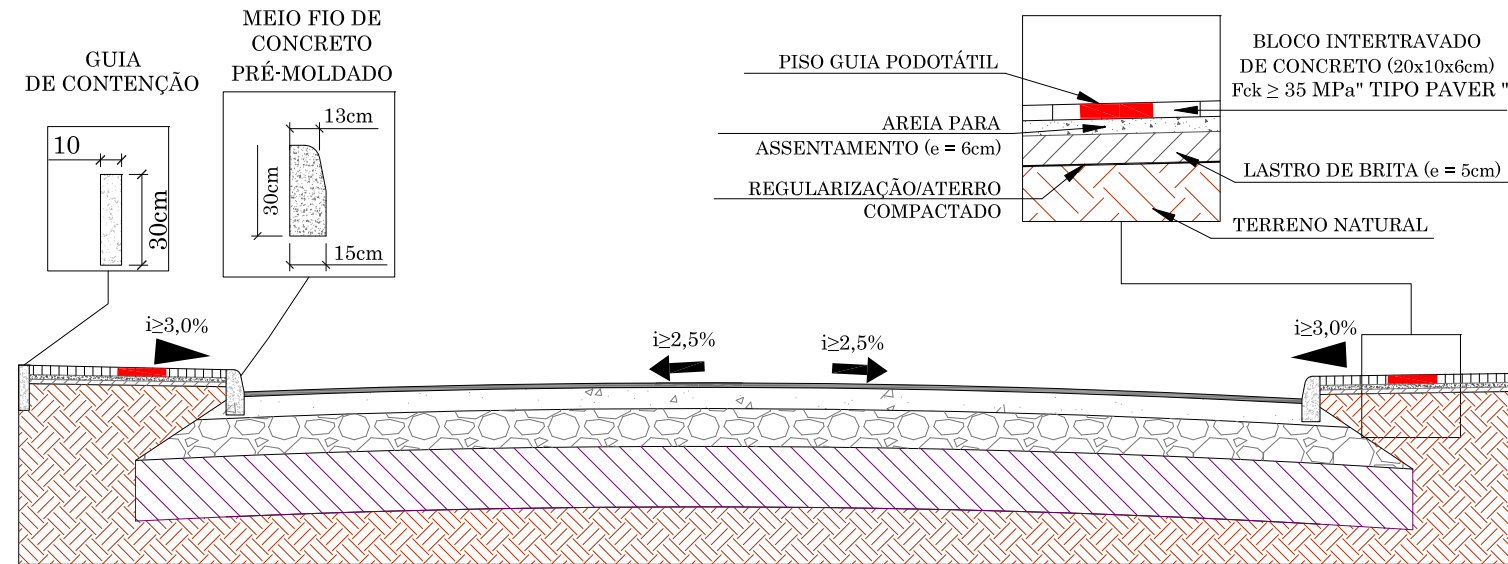 GUIA
DE CONTENÇÃO
10
30cm
MEIO FIO DE
CONCRETO
PRÉ-MOLDADO
13cm
30cm
15cm
PISO GUIA PODOTÁTIL
AREIA PARA
ASSENTAMENTO (e = 6cm)
REGULARIZAÇÃO/ATERRO
COMPACTADO
BLOCO INTERTRAVADO
DE CONCRETO (20x10x6cm)
Fck ≥ 35 MPa" TIPO PAVER "
LASTRO DE BRITA (e = 5cm)
TERRENO NATURAL
i≥3,0%
i≥2,5%
i≥2,5%
i≥3,0%